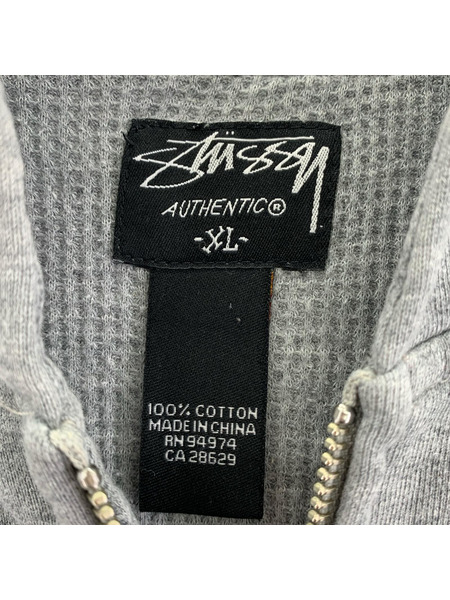 Stüssy
AUTHENTIC®
-XL-
100% COTTON
MADE IN CHINA
RN 94974
CA 28629